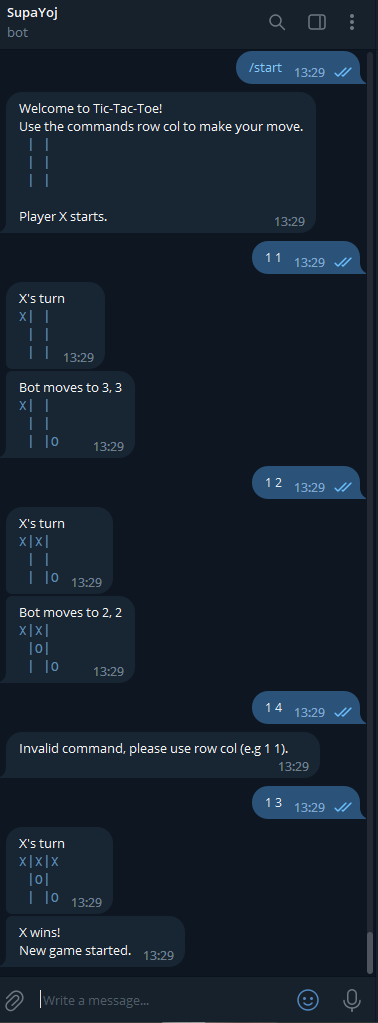 SupaYoj
bot
/start 13:29
Welcome to Tic-Tac-Toe!
Use the commands row col to make your move.
 | |
 | |
 | |
Player X starts.
13:29
1 1 13:29
X's turn
X| |
 | |
 | | 13:29
Bot moves to 3, 3
X| |
 | |
 | |O 13:29
1 2 13:29
X's turn
X|X|
 | |
 | |O 13:29
Bot moves to 2, 2
X|X|
 |O|
 | |O 13:29
1 4 13:29
Invalid command, please use row col (e.g 1 1).
13:29
1 3 13:29
X's turn
X|X|X
 |O|
 | |O 13:29
X wins!
New game started. 13:29
Write a message...